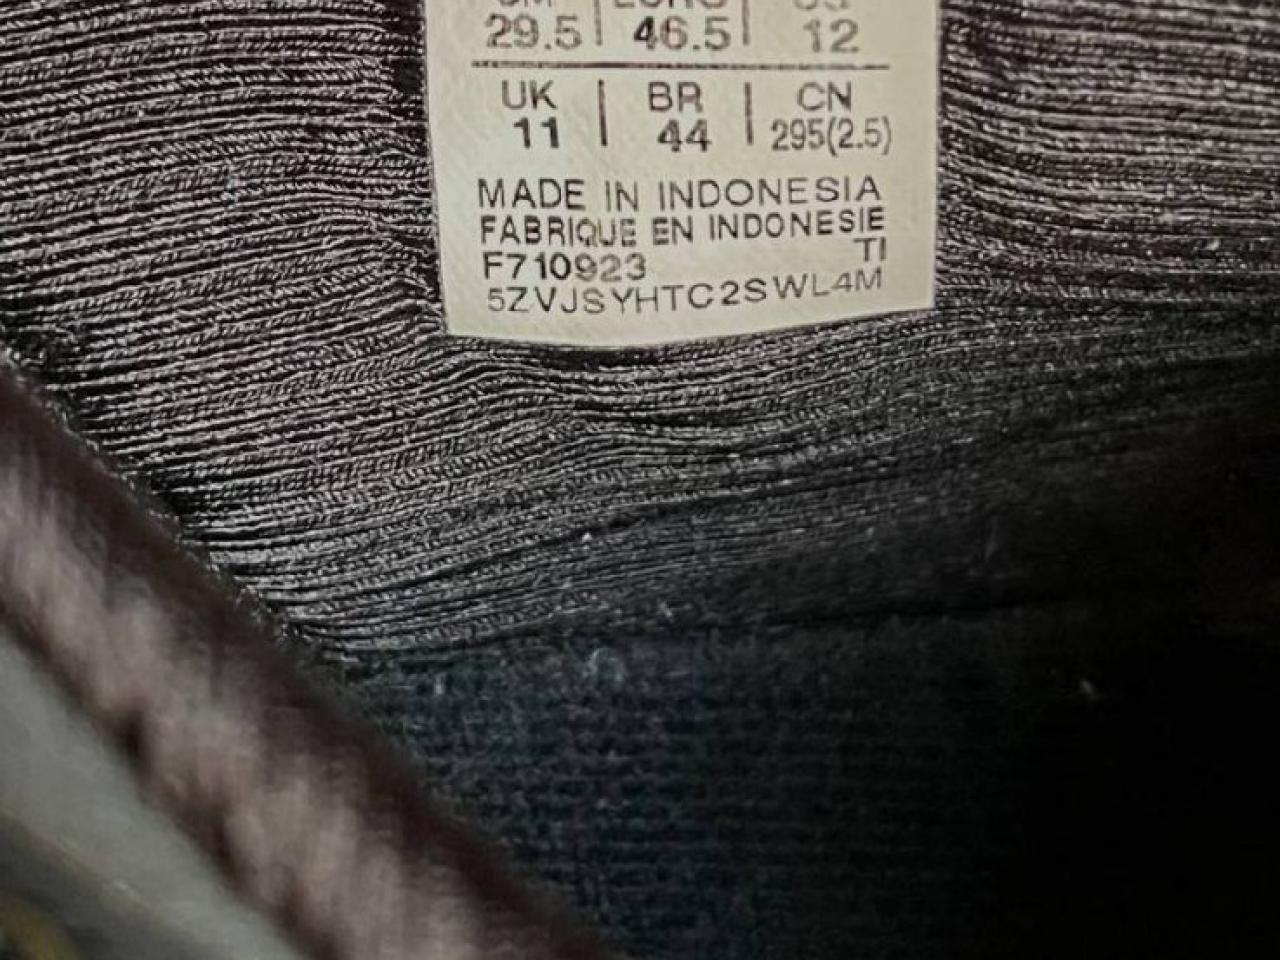 29.5 | 46.5 | 12
UK | BR | CN
11 | 44 | 295(2.5)
MADE IN INDONESIA
FABRIQUE EN INDONESIE
TI
F710923
5ZVJSYHTC2SWL4M